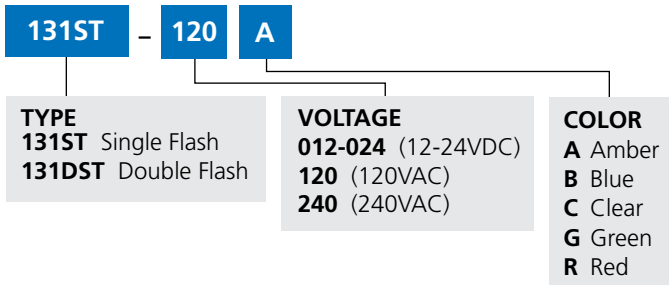 131ST – 120 A
TYPE
131ST Single Flash
131DST Double Flash
VOLTAGE
012-024 (12-24VDC)
120 (120VAC)
240 (240VAC)
COLOR
A Amber
B Blue
C Clear
G Green
R Red